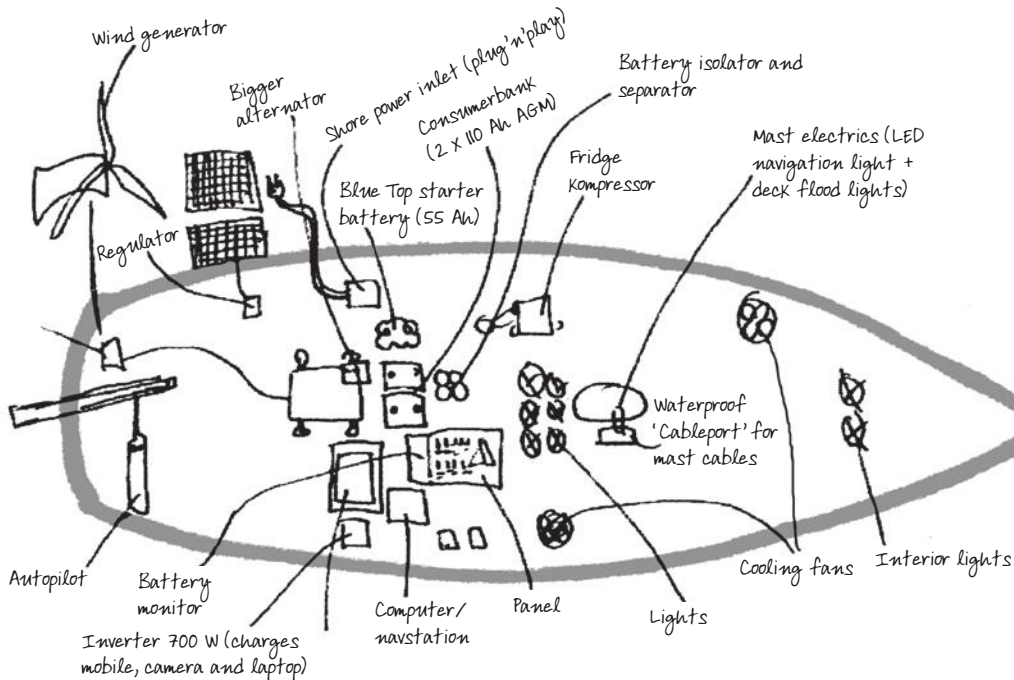 Wind generator
Bigger
alternator
Shore power inlet (plug'n'play)
Consumerbank
(2 X 110 Ah AGM)
Battery isolator and
separator
Mast electrics (LED
navigation light +
deck flood lights)
Fridge
kompressor
Blue Top starter
battery (55 Ah)
Regulator
Waterproof
'Cableport' for
mast cables
Autopilot
Battery
monitor
Inverter 700 W (charges
mobile, camera and laptop)
Computer/
navstation
Panel
Lights
Cooling fans
Interior lights